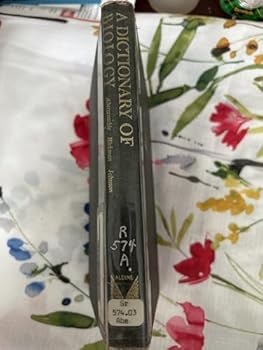 A DICTIONARY OF
BIOLOGY
Abercrombie Hickman Johnson
R
574
A.
ALDINE
Gr
574.03
Abe